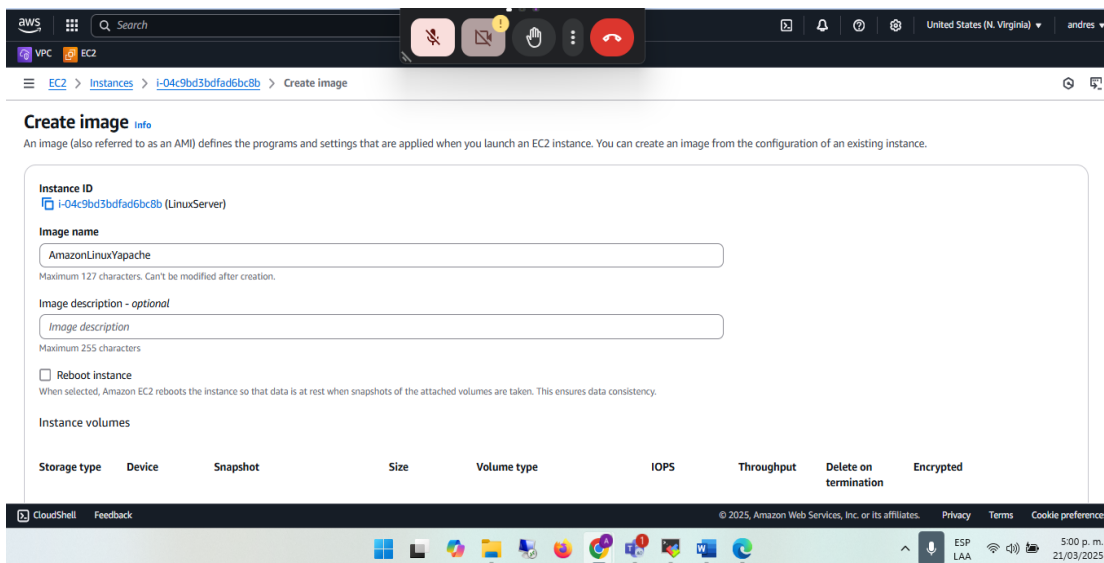 aws Search United States (N. Virginia) andres
VPC EC2
EC2 > Instances > i-04c9bd3bdfad6bc8b > Create image
Create image Info
An image (also referred to as an AMI) defines the programs and settings that are applied when you launch an EC2 instance. You can create an image from the configuration of an existing instance.
Instance ID
i-04c9bd3bdfad6bc8b (LinuxServer)
Image name
AmazonLinuxYapache
Maximum 127 characters. Can't be modified after creation.
Image description - optional
Image description
Maximum 255 characters
Reboot instance
When selected, Amazon EC2 reboots the instance so that data is at rest when snapshots of the attached volumes are taken. This ensures data consistency.
Instance volumes
Storage type Device Snapshot Size Volume type IOPS Throughput Delete on termination Encrypted
CloudShell Feedback © 2025, Amazon Web Services, Inc. or its affiliates. Privacy Terms Cookie preference
ESP 5:00 p. m.
LAA 21/03/2025